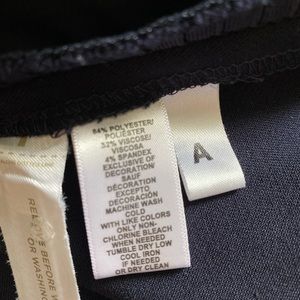 64% POLYESTER/
POLIÉSTER
32% VISCOSE/
VISCOSA
4% SPANDEX
EXCLUSIVE OF
DECORATION
SAUF
DÉCORATION
EXCEPTO
DECORACIÓN
MACHINE WASH
COLD
WITH LIKE COLORS
ONLY NON-
CHLORINE BLEACH
WHEN NEEDED
TUMBLE DRY LOW
COOL IRON
IF NEEDED
OR DRY CLEAN
A
BEFORE
OR WASHING